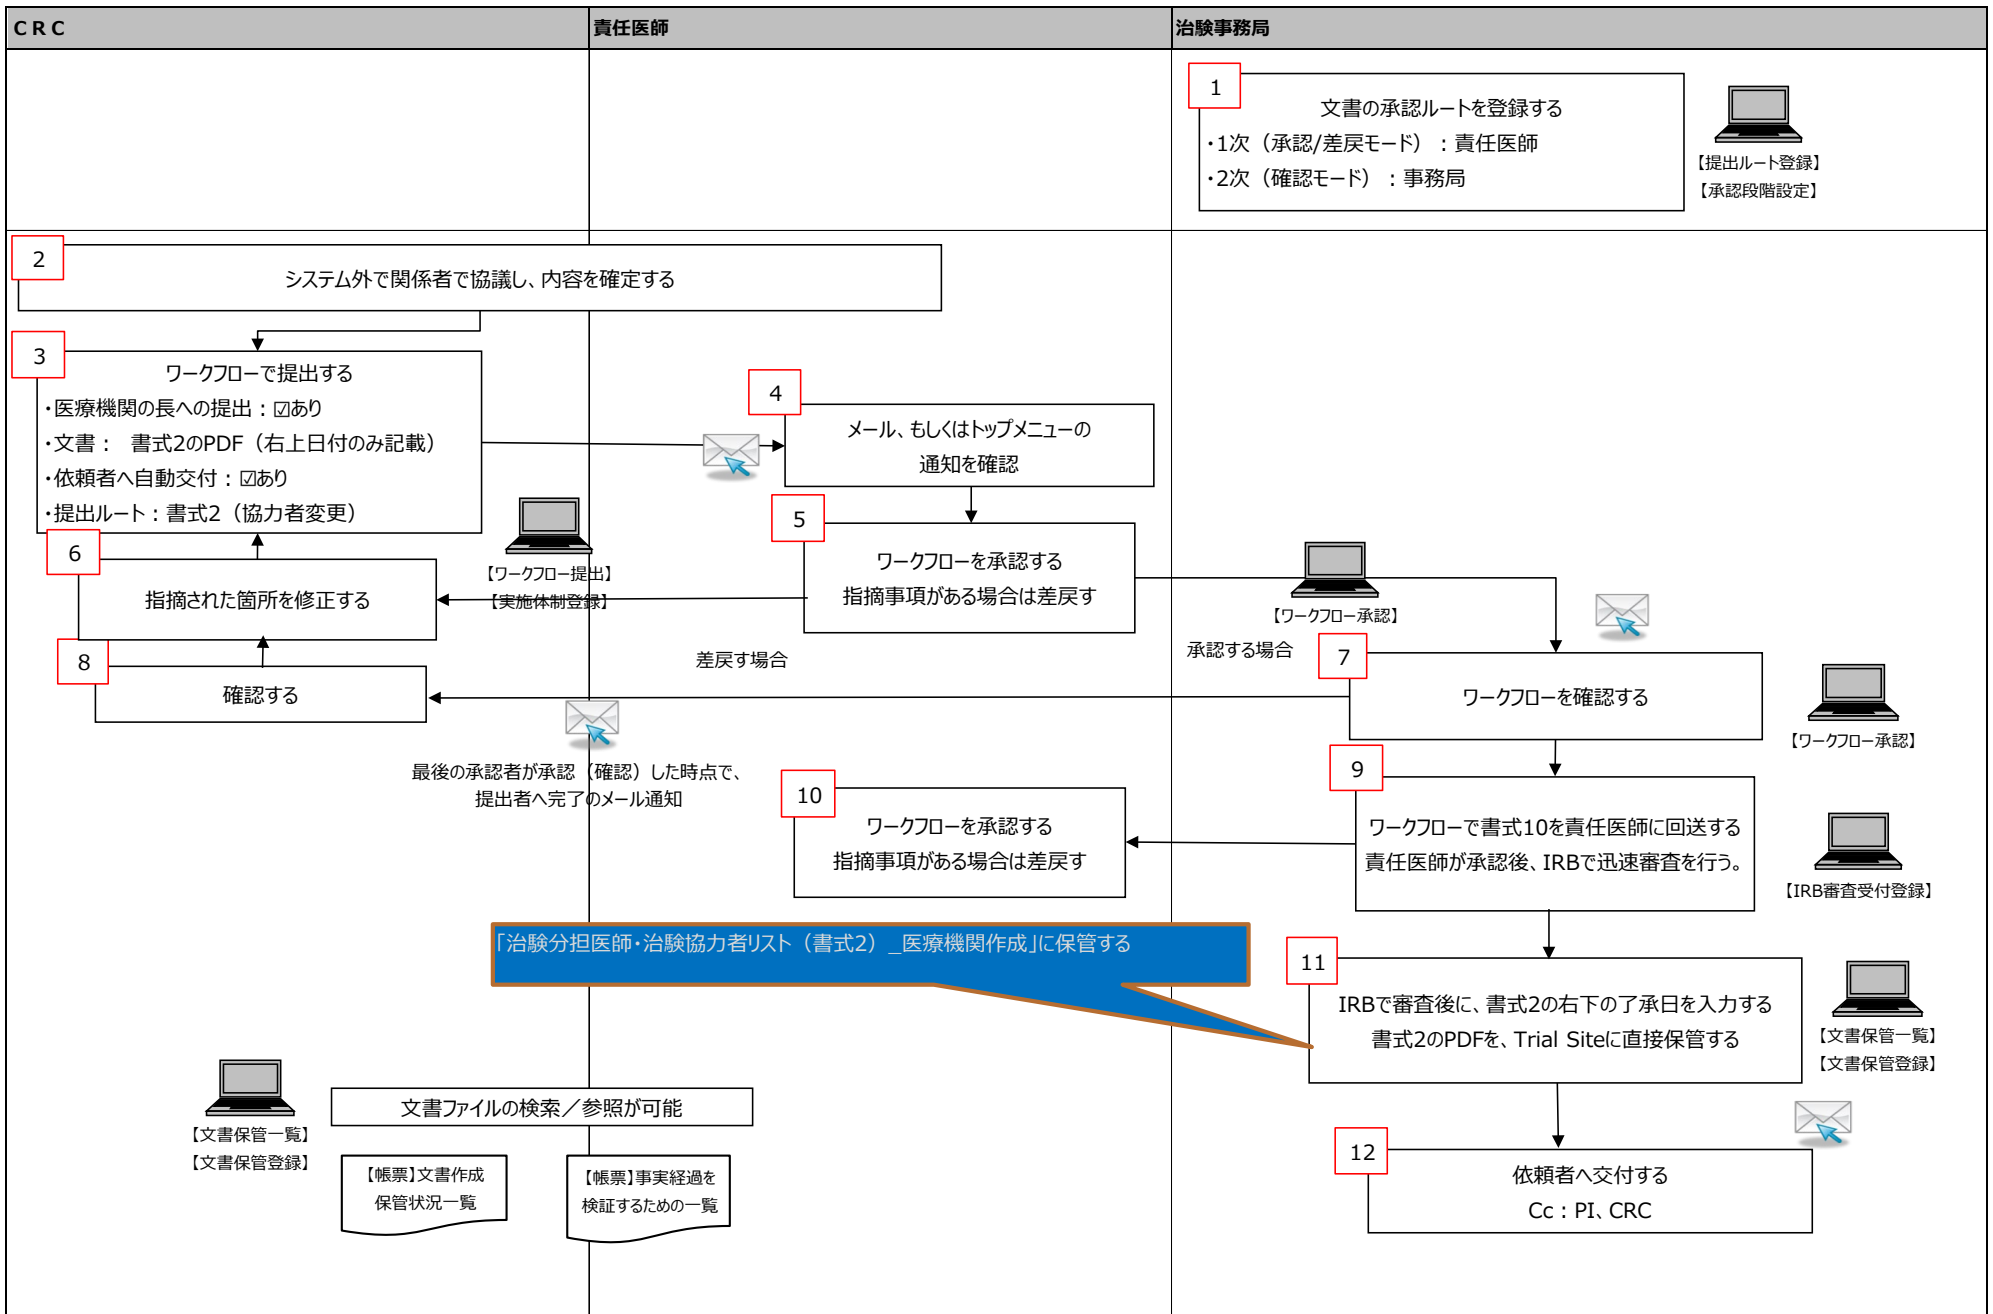 ＣＲＣ
責任医師
治験事務局
1
文書の承認ルートを登録する
・1次（承認/差戻モード）：責任医師
・2次（確認モード）：事務局
【提出ルート登録】
【承認段階設定】
2
システム外で関係者で協議し、内容を確定する
3
ワークフローで提出する
・医療機関の長への提出：☑あり
・文書： 書式2のPDF（右上日付のみ記載）
・依頼者へ自動交付：☑あり
・提出ルート：書式2（協力者変更）
【ワークフロー提出】
【実施体制登録】
4
メール、もしくはトップメニューの
通知を確認
5
ワークフローを承認する
指摘事項がある場合は差戻す
【ワークフロー承認】
6
指摘された箇所を修正する
差戻す場合
承認する場合
7
ワークフローを確認する
【ワークフロー承認】
8
確認する
最後の承認者が承認（確認）した時点で、
提出者へ完了のメール通知
9
ワークフローで書式10を責任医師に回送する
責任医師が承認後、IRBで迅速審査を行う。
【IRB審査受付登録】
10
ワークフローを承認する
指摘事項がある場合は差戻す
「治験分担医師・治験協力者リスト（書式2）_医療機関作成」に保管する
11
IRBで審査後に、書式2の右下の了承日を入力する
書式2のPDFを、Trial Siteに直接保管する
【文書保管一覧】
【文書保管登録】
文書ファイルの検索／参照が可能
【文書保管一覧】
【文書保管登録】
【帳票】文書作成
保管状況一覧
【帳票】事実経過を
検証するための一覧
12
依頼者へ交付する
Cc：PI、CRC